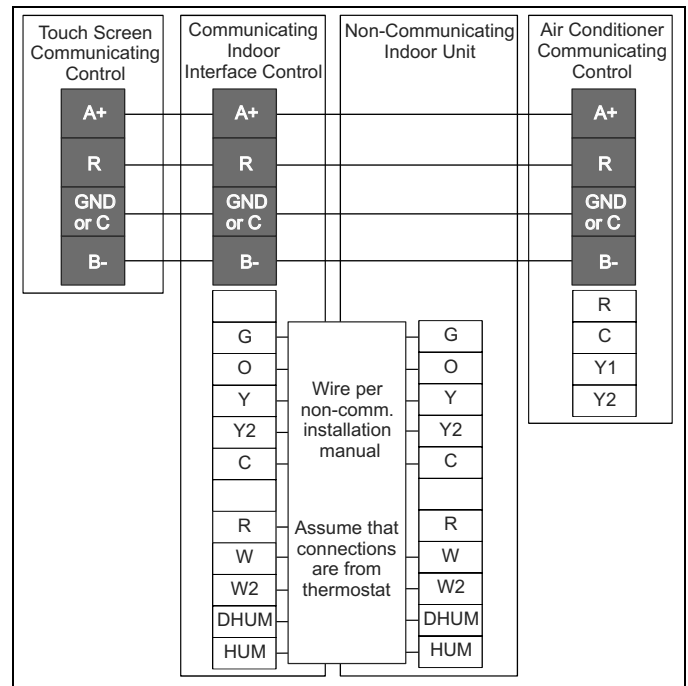 Touch Screen
Communicating
Control
Communicating
Indoor
Interface Control
Non-Communicating
Indoor Unit
Air Conditioner
Communicating
Control
A+
R
GND
or C
B-
A+
R
GND
or C
B-
A+
R
GND
or C
B-
G
O
Y
Y2
C
R
W
W2
DHUM
HUM
Wire per
non-comm.
installation
manual
Assume that
connections
are from
thermostat
G
O
Y
Y2
C
R
W
W2
DHUM
HUM
R
C
Y1
Y2